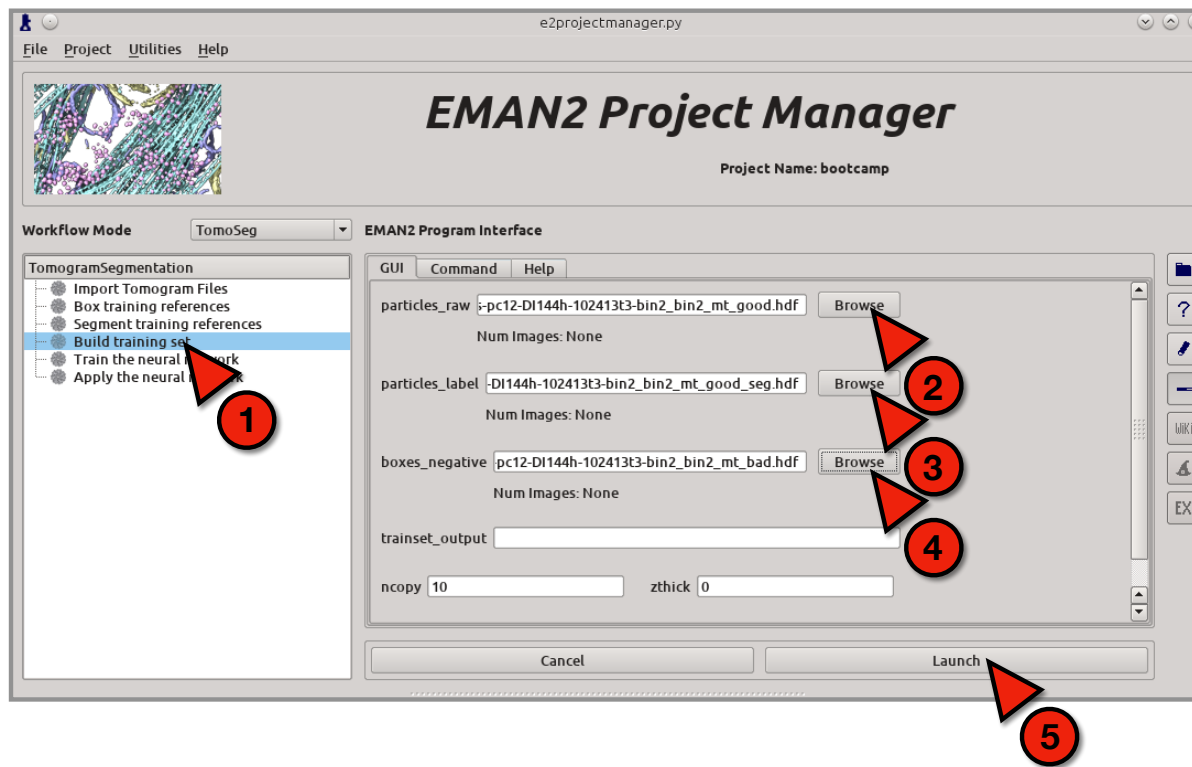 e2projectmanager.py
File Project Utilities Help
EMAN2 Project Manager
Project Name: bootcamp
Workflow Mode TomoSeg
EMAN2 Program Interface
TomogramSegmentation
Import Tomogram Files
Box training references
Segment training references
Build training set
Train the neural network
Apply the neural network
1
GUI Command Help
particles_raw s-pc12-DI144h-102413t3-bin2_bin2_mt_good.hdf Browse
Num Images: None
2
particles_label -DI144h-102413t3-bin2_bin2_mt_good_seg.hdf Browse
Num Images: None
3
boxes_negative pc12-DI144h-102413t3-bin2_bin2_mt_bad.hdf Browse
Num Images: None
4
trainset_output
ncopy 10 zthick 0
Cancel Launch
5
?
WiKi
EX